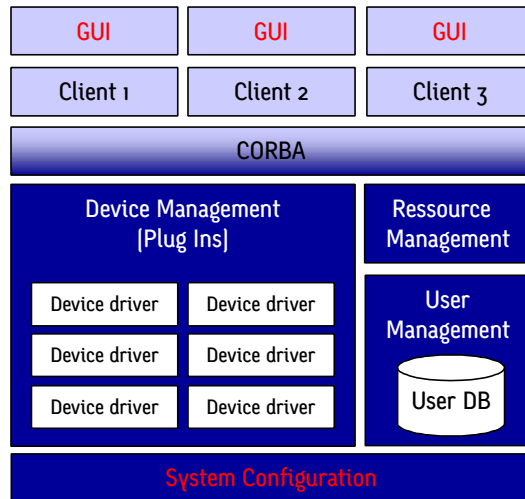 GUI GUI GUI
Client 1 Client 2 Client 3
CORBA
Device Management
(Plug Ins)
Device driver Device driver
Device driver Device driver
Device driver Device driver
Ressource
Management
User
Management
User DB
System Configuration